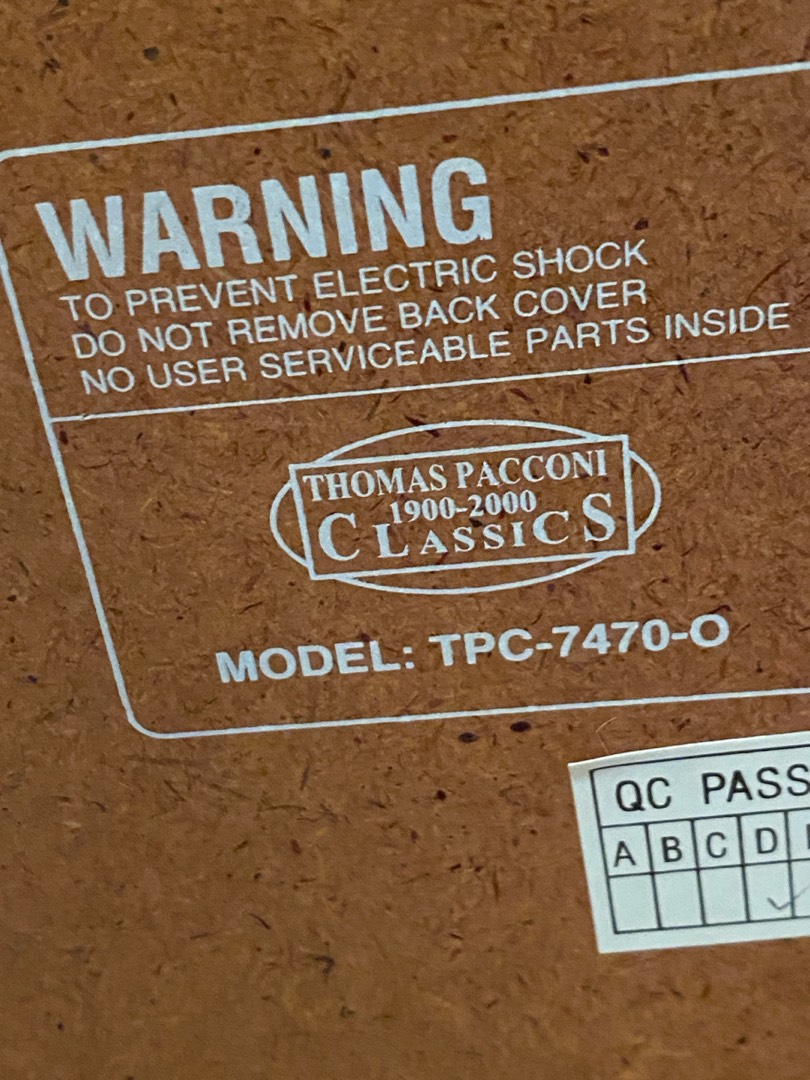 WARNING
TO PREVENT ELECTRIC SHOCK
DO NOT REMOVE BACK COVER
NO USER SERVICEABLE PARTS INSIDE
THOMAS PACCONI
1900-2000
CLASSICS
MODEL: TPC-7470-O
QC PASS
A B C D